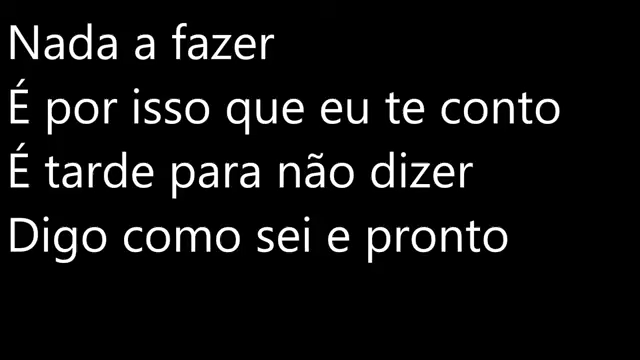 Nada a fazer
É por isso que eu te conto
É tarde para não dizer
Digo como sei e pronto